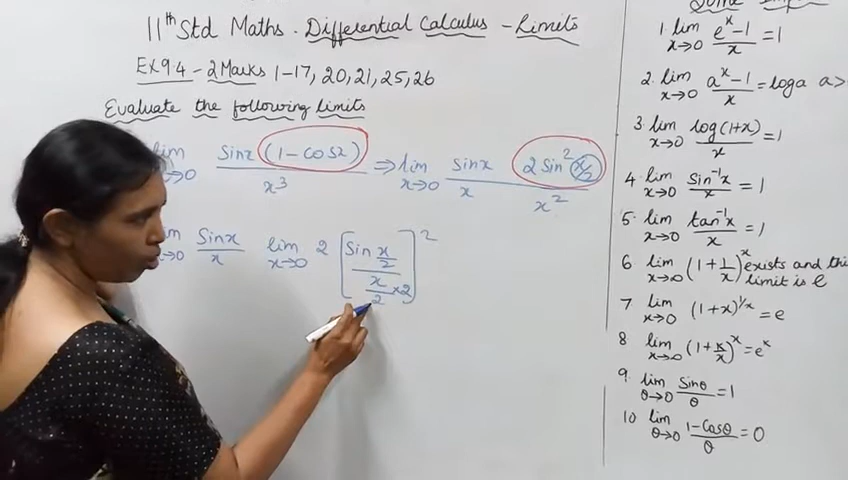 11th Std Maths. Differential Calculus - Limits
Ex 9.4 - 2 Marks 1-17, 20, 21, 25, 26
Evaluate the following limits
lim x→0 sinx (1-cosx) / x³ ⇒ lim x→0 sinx / x 2 sin² x/2 / x²
x→0 sinx / x lim x→0 2 [ sin x/2 / x/2 × 2 ]²
1. lim x→0 eˣ-1 / x = 1
2. lim x→0 aˣ-1 / x = log a a>
3. lim x→0 log(1+x) / x = 1
4 lim x→0 sin⁻¹x / x = 1
5. lim x→0 tan⁻¹x / x = 1
6 lim x→∞ (1+1/x)ˣ exists and this limit is e
7 lim x→0 (1+x)^1/x = e
8 lim x→∞ (1+k/x)ˣ = eᵏ
9. lim θ→0 sinθ / θ = 1
10 lim θ→0 1-cosθ / θ = 0